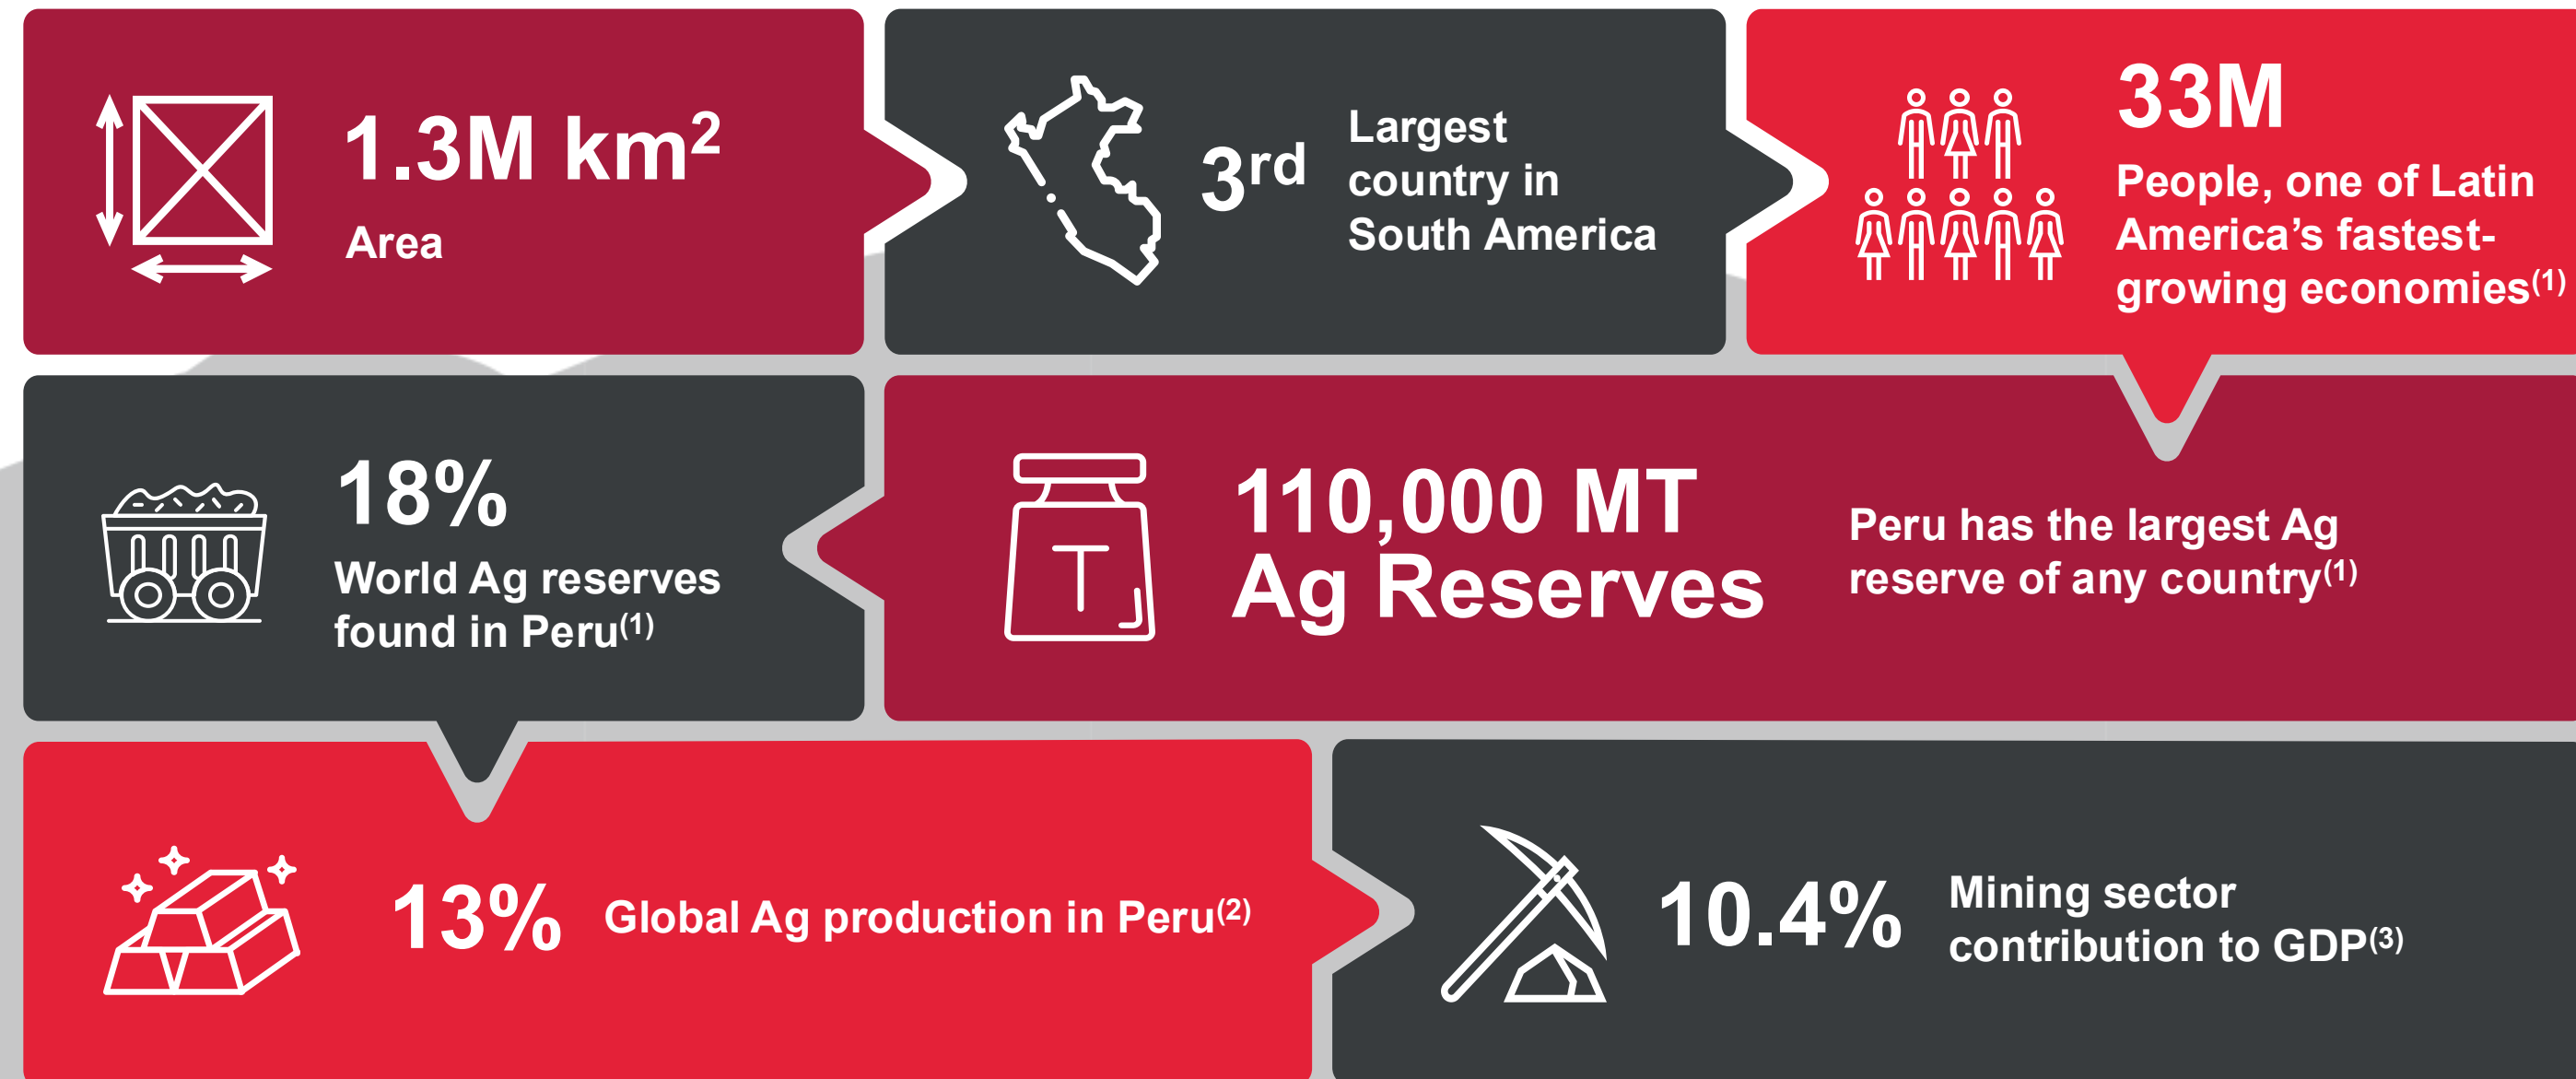 1.3M km²
Area
3rd
Largest
country in
South America
33M
People, one of Latin
America's fastest-
growing economies(1)
18%
World Ag reserves
found in Peru(1)
T
110,000 MT
Ag Reserves
Peru has the largest Ag
reserve of any country(1)
13%
Global Ag production in Peru(2)
10.4%
Mining sector
contribution to GDP(3)